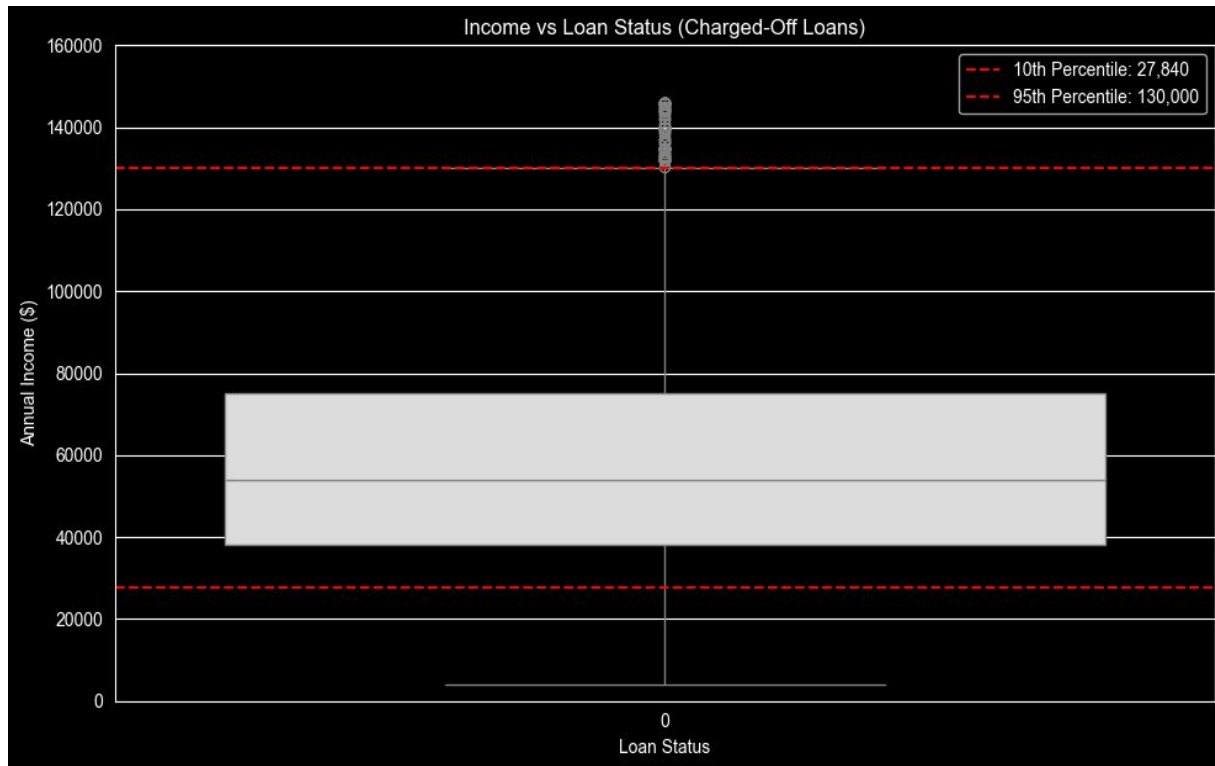 Income vs Loan Status (Charged-Off Loans)
10th Percentile: 27,840
95th Percentile: 130,000
160000
140000
120000
100000
80000
60000
40000
20000
0
Annual Income ($)
0
Loan Status